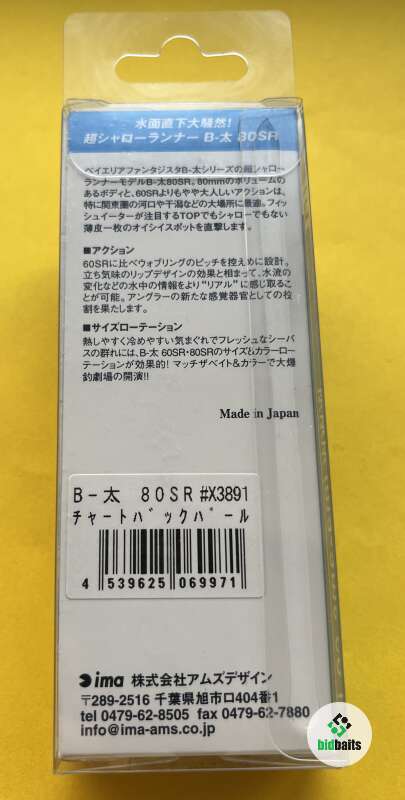 水面直下大騒然!
超シャローランナー B-太 80SR
ベイエリアファンタジスタB-太シリーズの超シャロー
ランナーモデルB-太80SR。80mmのボリュームの
あるボディと、60SRよりもやや大人しいアクションは、
特に関東圏の河口や干潟などの大場所に最適。フィッ
シュイーターが注目するTOPでもシャローでもない
薄皮一枚のオイシイスポットを直撃します。
■アクション
60SRに比べウォブリングのピッチを控えめに設計。
立ち気味のリップデザインの効果と相まって、水流の
変化などの水中の情報をより“リアル”に感じ取るこ
とが可能。アングラーの新たな感覚器官としての役
割を果たします。
■サイズローテーション
熱しやすく冷めやすい気まぐれでフレッシュなシーバ
スの群れには、B-太 60SR・80SRのサイズ&カラーロー
テーションが効果的! マッチザベイト&カラーで大爆
釣劇場の開演!!
Made in Japan
B-太 80SR #X3891
チャートバックパール
4 539625 069971
ima 株式会社アムズデザイン
〒289-2516 千葉県旭市ロ404番1
tel 0479-62-8505 fax 0479-62-7880
info@ima-ams.co.jp
bidbaits